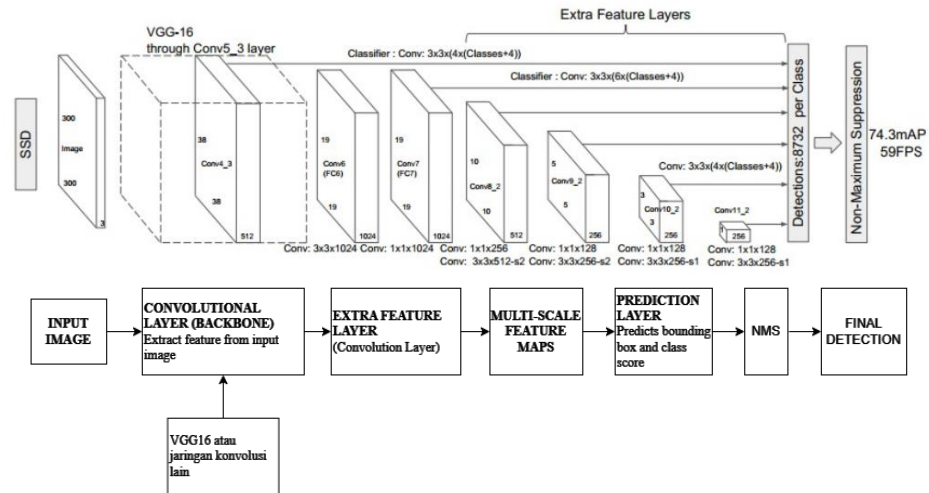 Extra Feature Layers
VGG-16
through Conv5_3 layer
Classifier : Conv: 3x3x(4x(Classes+4))
Classifier : Conv: 3x3x(6x(Classes+4))
SSD
300
Image
300
3
38
Conv4_3
38
512
19
Conv6
(FC6)
19
1024
19
Conv7
(FC7)
19
1024
10
Conv8_2
10
512
5
Conv9_2
5
256
Conv: 3x3x(4x(Classes+4))
3
Conv10_2
3
256
Conv11_2
1
256
Detections:8732 per Class
Non-Maximum Suppression
74.3mAP
59FPS
Conv: 3x3x1024
Conv: 1x1x1024
Conv: 1x1x256
Conv: 3x3x512-s2
Conv: 1x1x128
Conv: 3x3x256-s2
Conv: 1x1x128
Conv: 3x3x256-s1
Conv: 1x1x128
Conv: 3x3x256-s1
INPUT
IMAGE
CONVOLUTIONAL
LAYER (BACKBONE)
Extract feature from input
image
EXTRA FEATURE
LAYER
(Convolution Layer)
MULTI-SCALE
FEATURE
MAPS
PREDICTION
LAYER
Predicts bounding
box and class
score
NMS
FINAL
DETECTION
VGG16 atau
jaringan konvolusi
lain